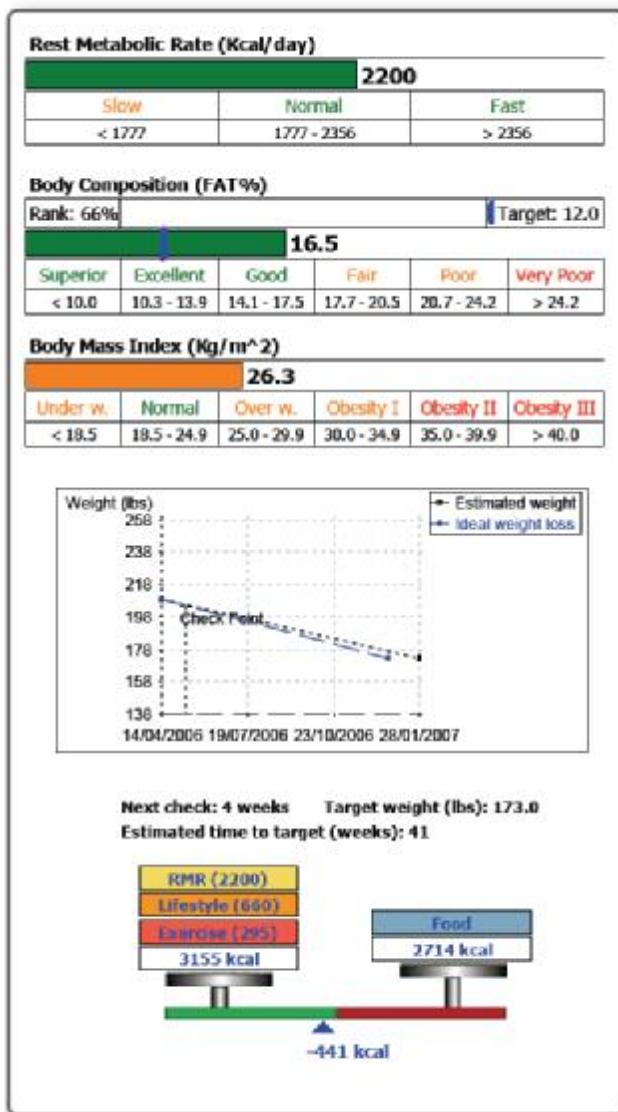 Rest Metabolic Rate (Kcal/day)
2200
Slow Normal Fast
< 1777 1777 - 2356 > 2356
Body Composition (FAT%)
Rank: 66% Target: 12.0
16.5
Superior Excellent Good Fair Poor Very Poor
< 10.0 10.3 - 13.9 14.1 - 17.5 17.7 - 20.5 20.7 - 24.2 > 24.2
Body Mass Index (Kg/m^2)
26.3
Under w. Normal Over w. Obesity I Obesity II Obesity III
< 18.5 18.5 - 24.9 25.0 - 29.9 30.0 - 34.9 35.0 - 39.9 > 40.0
Weight (lbs)
Estimated weight
Ideal weight loss
258
238
218
198
178
158
138
Check Point
14/04/2006 19/07/2006 23/10/2006 28/01/2007
Next check: 4 weeks Target weight (lbs): 173.0
Estimated time to target (weeks): 41
RMR (2200)
Lifestyle (660)
Exercise (295)
3155 kcal
Food
2714 kcal
-441 kcal